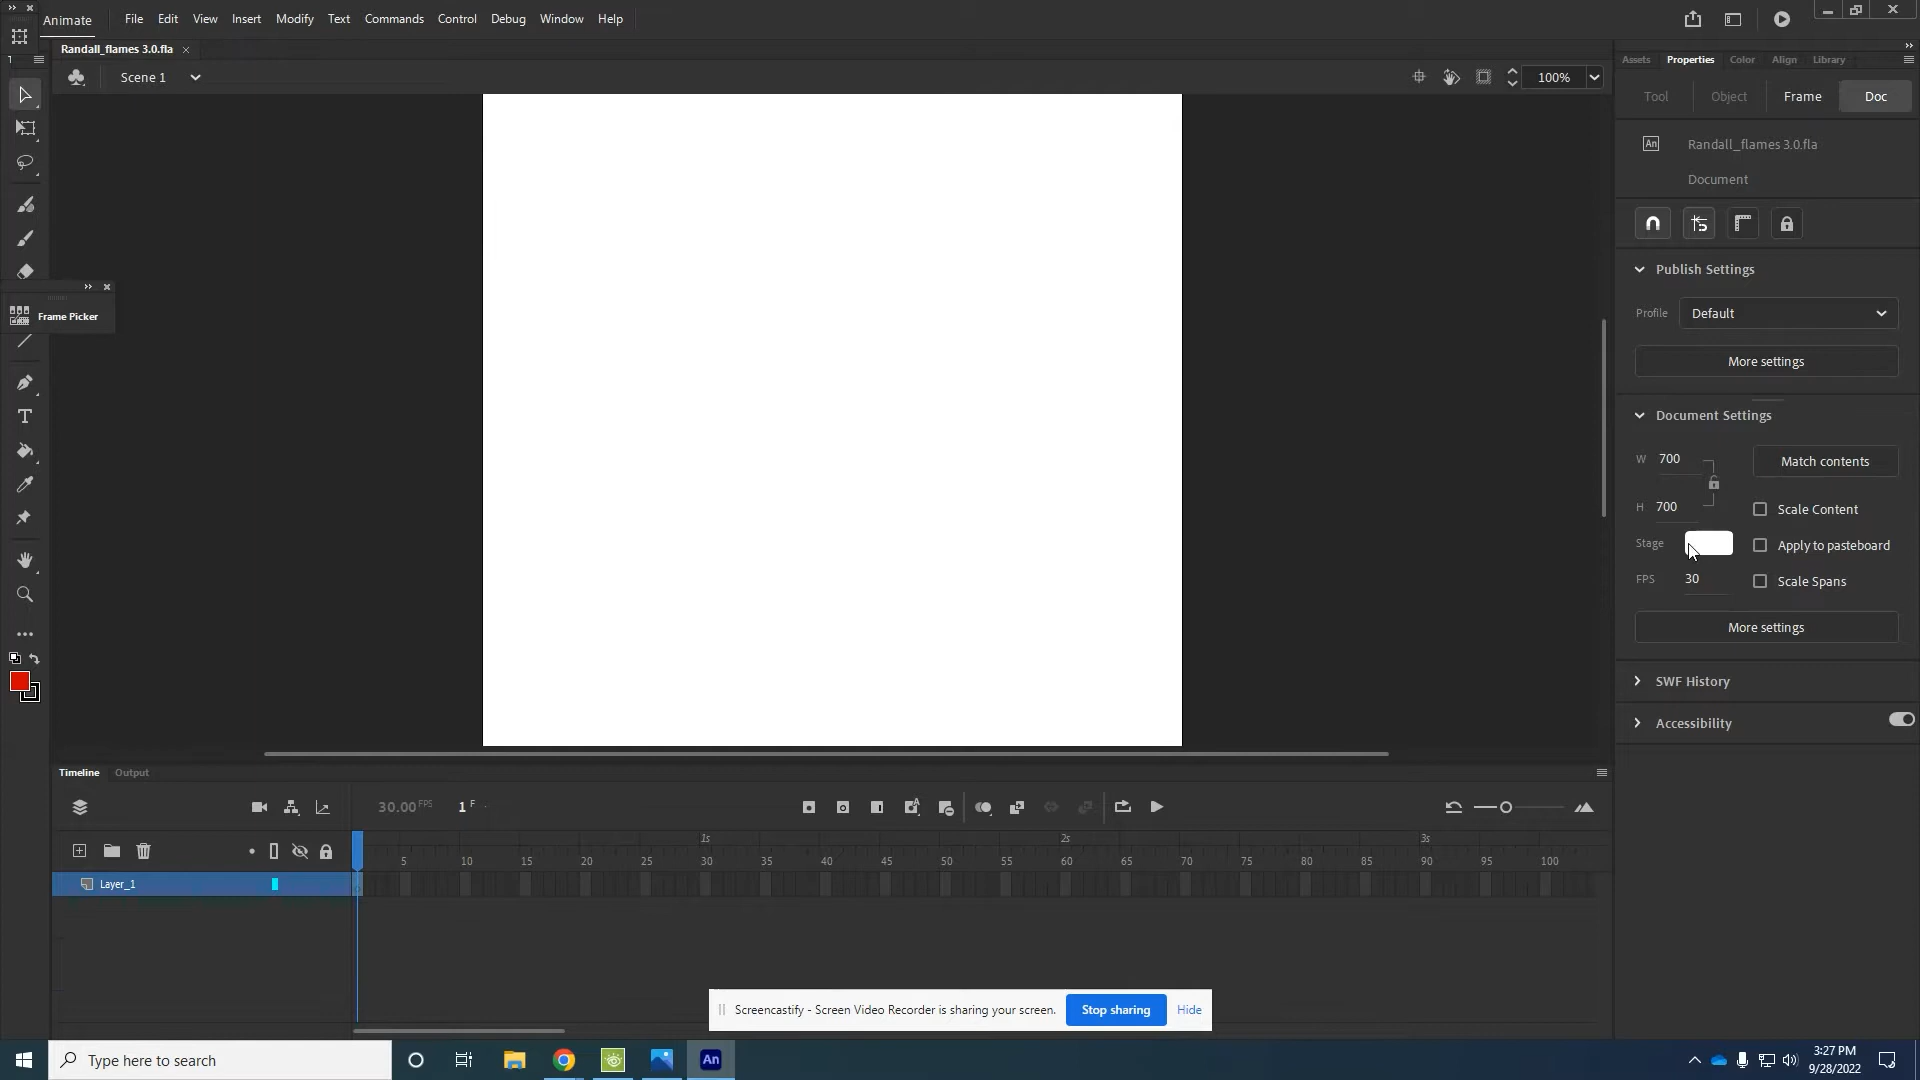 Animate File Edit View Insert Modify Text Commands Control Debug Window Help
Randall_flames 3.0.fla
Scene 1 100%
Assets Properties Color Align Library
Tool Object Frame Doc
An Randall_flames 3.0.fla
Document
Publish Settings
Profile Default
More settings
Document Settings
W 700 Match contents
H 700 Scale Content
Stage Apply to pasteboard
FPS 30 Scale Spans
More settings
SWF History
Accessibility
Frame Picker
T
Timeline Output
30.00 FPS 1 F
1s 2s 3s
5 10 15 20 25 30 35 40 45 50 55 60 65 70 75 80 85 90 95 100
Layer_1
Screencastify - Screen Video Recorder is sharing your screen. Stop sharing Hide
Type here to search
An
3:27 PM
9/28/2022